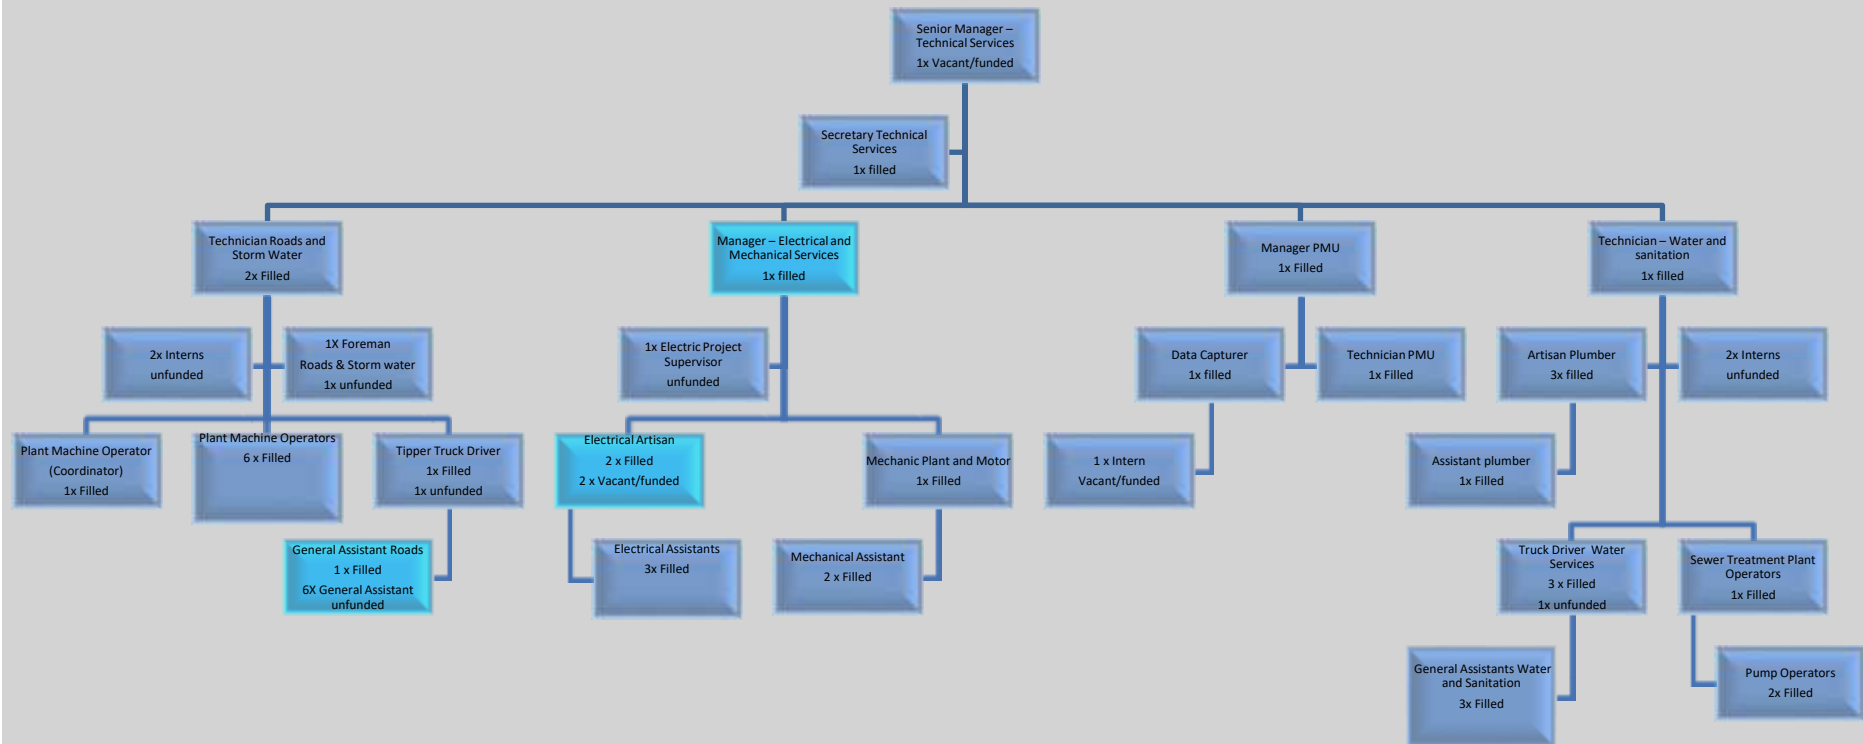 Senior Manager –
Technical Services
1x Vacant/funded
Secretary Technical
Services
1x filled
Technician Roads and
Storm Water
2x Filled
Manager – Electrical and
Mechanical Services
1x filled
Manager PMU
1x Filled
Technician – Water and
sanitation
1x filled
2x Interns
unfunded
1X Foreman
Roads & Storm water
1x unfunded
1x Electric Project
Supervisor
unfunded
Data Capturer
1x filled
Technician PMU
1x Filled
Artisan Plumber
3x filled
2x Interns
unfunded
Plant Machine Operator
(Coordinator)
1x Filled
Plant Machine Operators
6 x Filled
Tipper Truck Driver
1x Filled
1x unfunded
Electrical Artisan
2 x Filled
2 x Vacant/funded
Mechanic Plant and Motor
1x Filled
1 x Intern
Vacant/funded
Assistant plumber
1x Filled
General Assistant Roads
1 x Filled
6X General Assistant
unfunded
Electrical Assistants
3x Filled
Mechanical Assistant
2 x Filled
Truck Driver  Water
Services
3 x Filled
1x unfunded
Sewer Treatment Plant
Operators
1x Filled
General Assistants Water
and Sanitation
3x Filled
Pump Operators
2x Filled